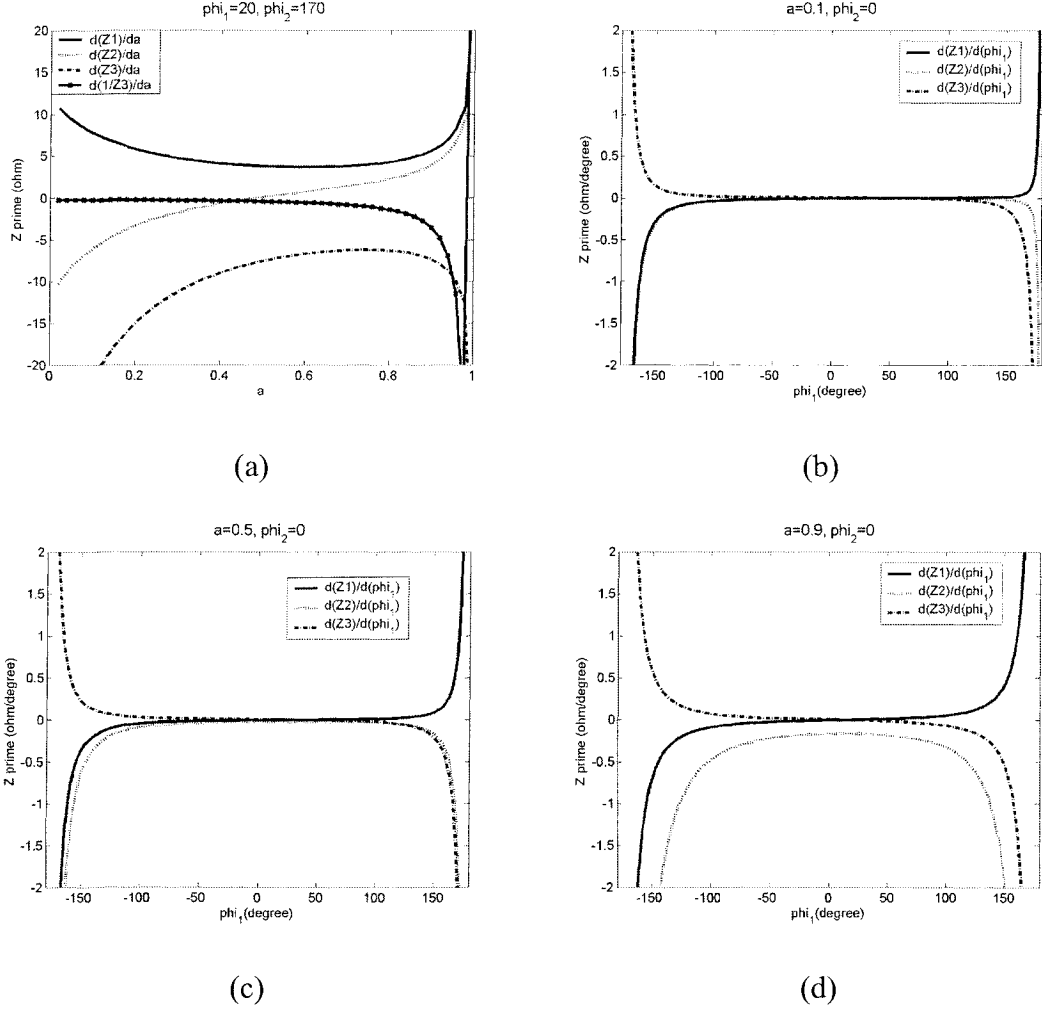 phi1=20, phi2=170
20
15
10
5
0
-5
-10
-15
-20
Z prime (ohm)
d(Z1)/da
d(Z2)/da
d(Z3)/da
d(1/Z3)/da
0
0.2
0.4
0.6
0.8
1
a
(a)
a=0.1, phi2=0
2
1.5
1
0.5
0
-0.5
-1
-1.5
-2
Z prime (ohm/degree)
d(Z1)/d(phi1)
d(Z2)/d(phi1)
d(Z3)/d(phi1)
-150
-100
-50
0
50
100
150
phi1(degree)
(b)
a=0.5, phi2=0
2
1.5
1
0.5
0
-0.5
-1
-1.5
-2
Z prime (ohm/degree)
d(Z1)/d(phi1)
d(Z2)/d(phi1)
d(Z3)/d(phi1)
-150
-100
-50
0
50
100
150
phi1(degree)
(c)
a=0.9, phi2=0
2
1.5
1
0.5
0
-0.5
-1
-1.5
-2
Z prime (ohm/degree)
d(Z1)/d(phi1)
d(Z2)/d(phi1)
d(Z3)/d(phi1)
-150
-100
-50
0
50
100
150
phi1(degree)
(d)